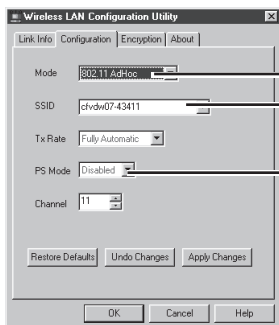 Wireless LAN Configuration Utility
Link Info Configuration Encryption About
Mode 802.11 AdHoc
SSID cfvdw07-43411
Tx Rate Fully Automatic
PS Mode Disabled
Channel 11
Restore Defaults Undo Changes Apply Changes
OK Cancel Help